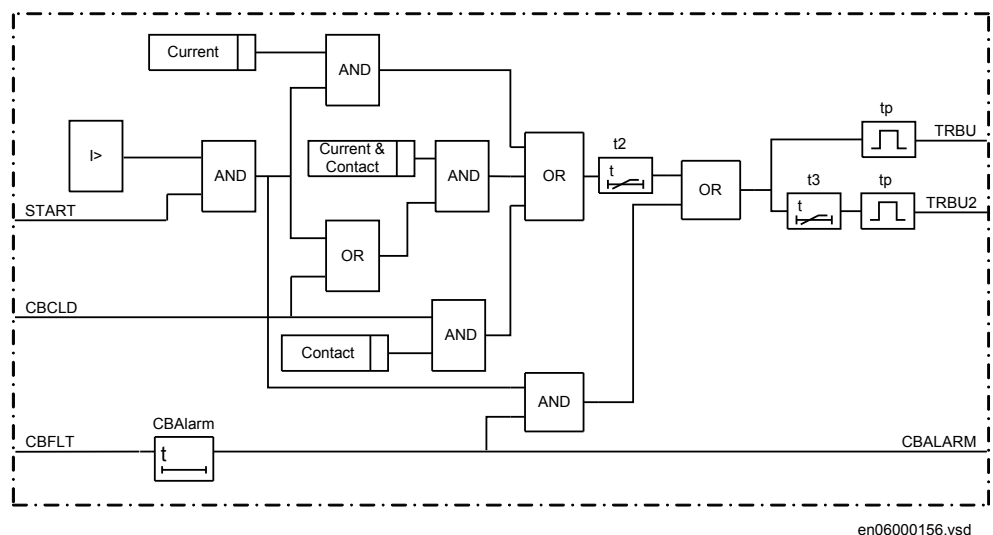 Current
AND
tp
TRBU
I>
AND
Current &
Contact
AND
OR
t2
t
OR
t3
t
tp
TRBU2
START
OR
CBCLD
AND
Contact
AND
CBFLT
CBAlarm
t
CBALARM
en06000156.vsd